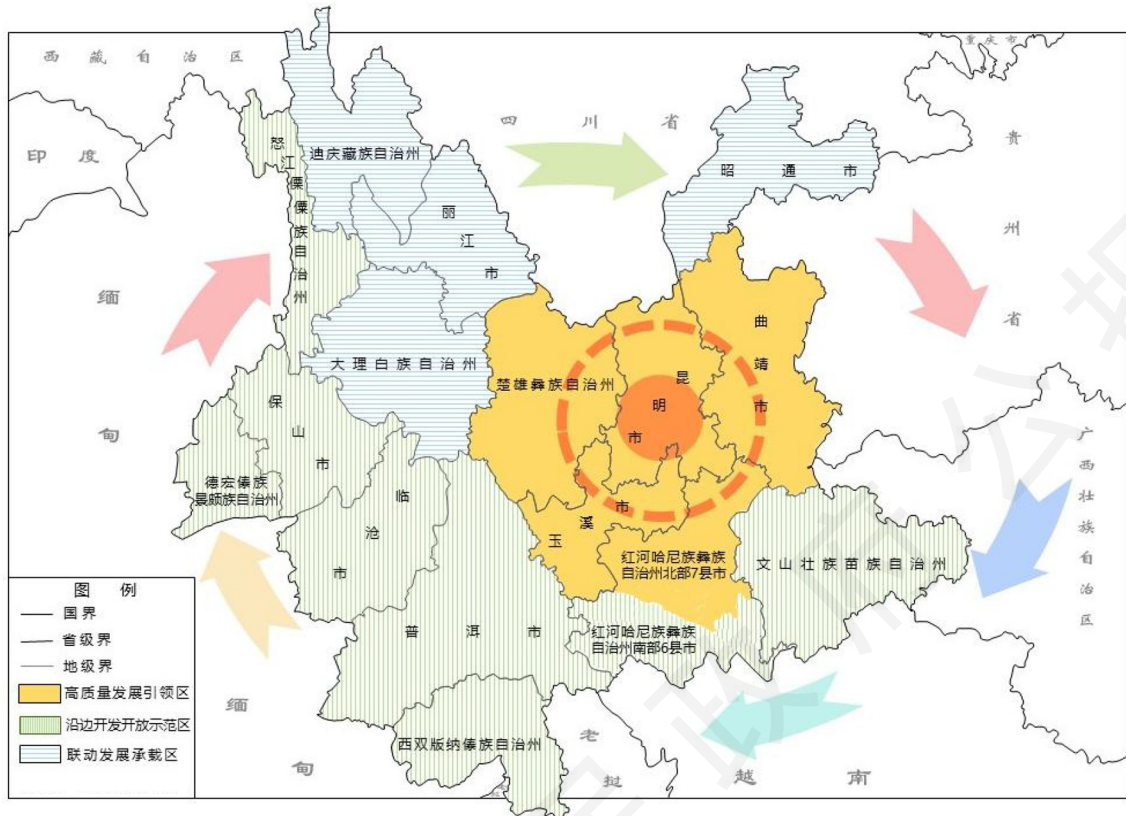 西藏自治区
重庆市
四川省
印度
怒江傈僳族自治州
迪庆藏族自治州
昭通市
贵州省
丽江市
缅甸
曲靖市
大理白族自治州
楚雄彝族自治州
昆明市
保山市
广西壮族自治区
德宏傣族
景颇族自治州
临沧市
玉溪市
红河哈尼族彝族
自治州北部7县市
文山壮族苗族自治州
普洱市
红河哈尼族彝族
自治州南部6县市
缅甸
西双版纳傣族自治州
老挝
越南
图例
国界
省级界
地级界
高质量发展引领区
沿边开发开放示范区
联动发展承载区
政府公报